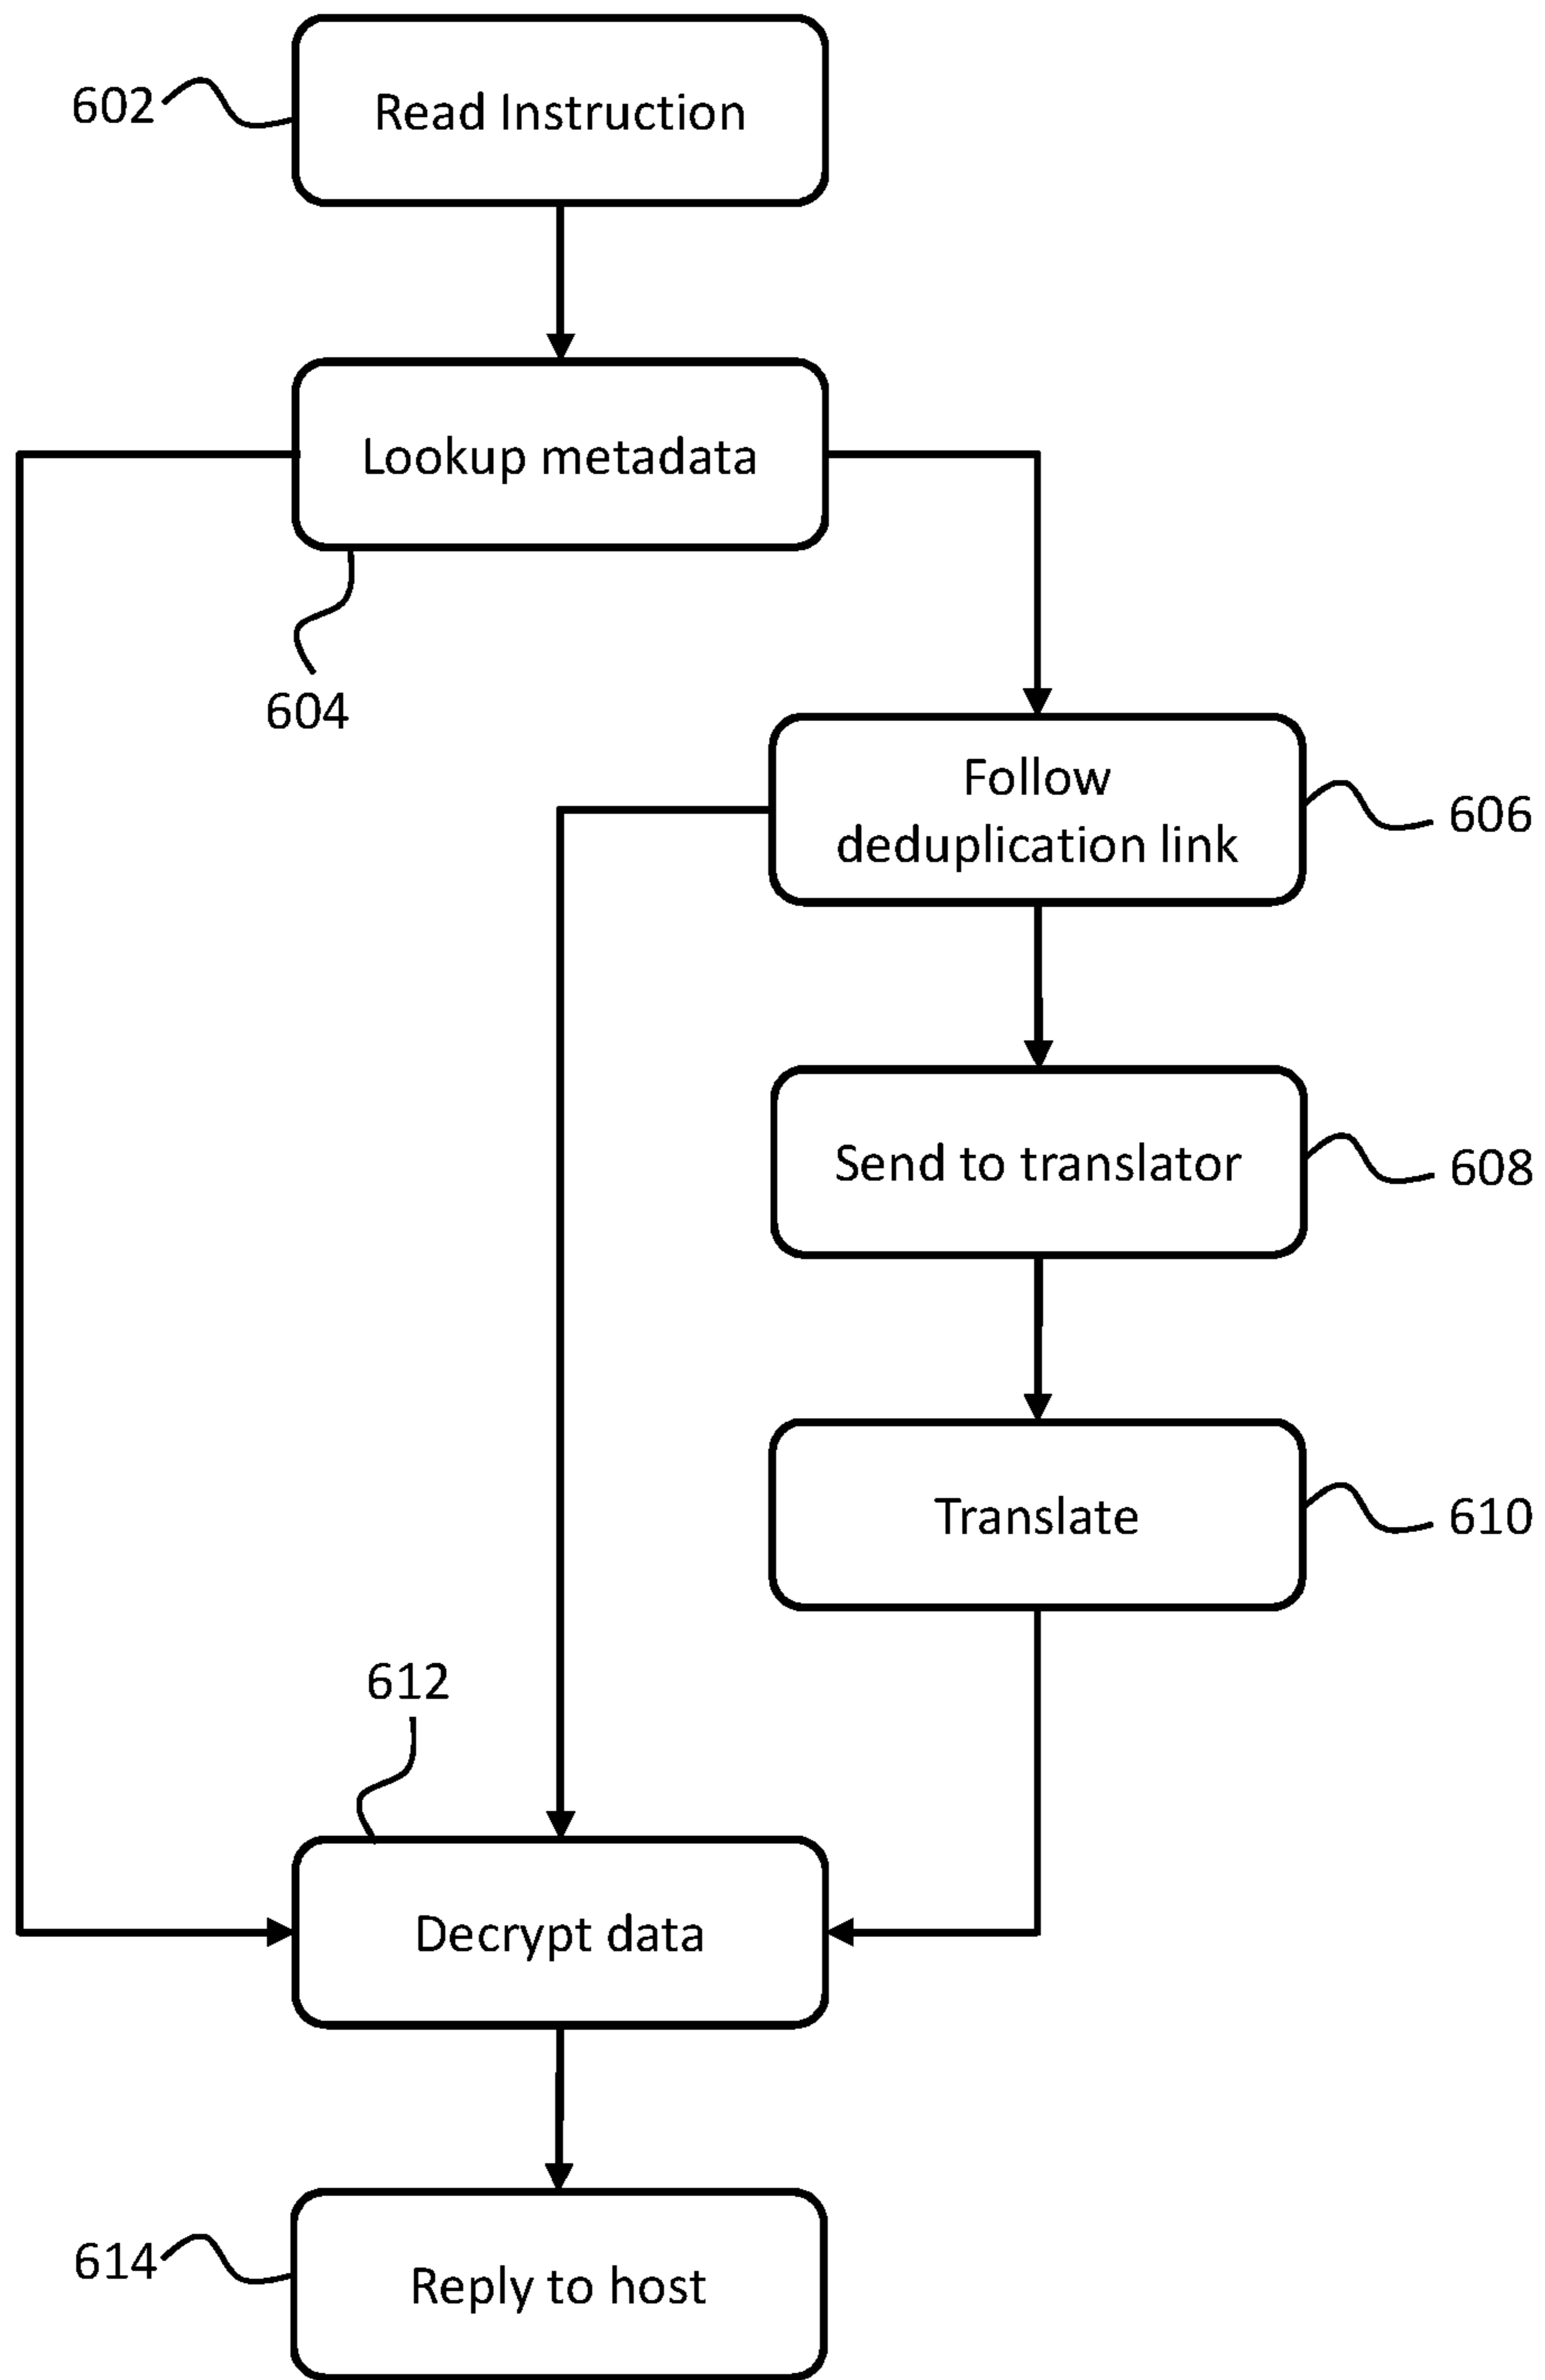 602
Read Instruction
Lookup metadata
604
Follow
deduplication link
606
Send to translator
608
Translate
610
612
Decrypt data
614
Reply to host